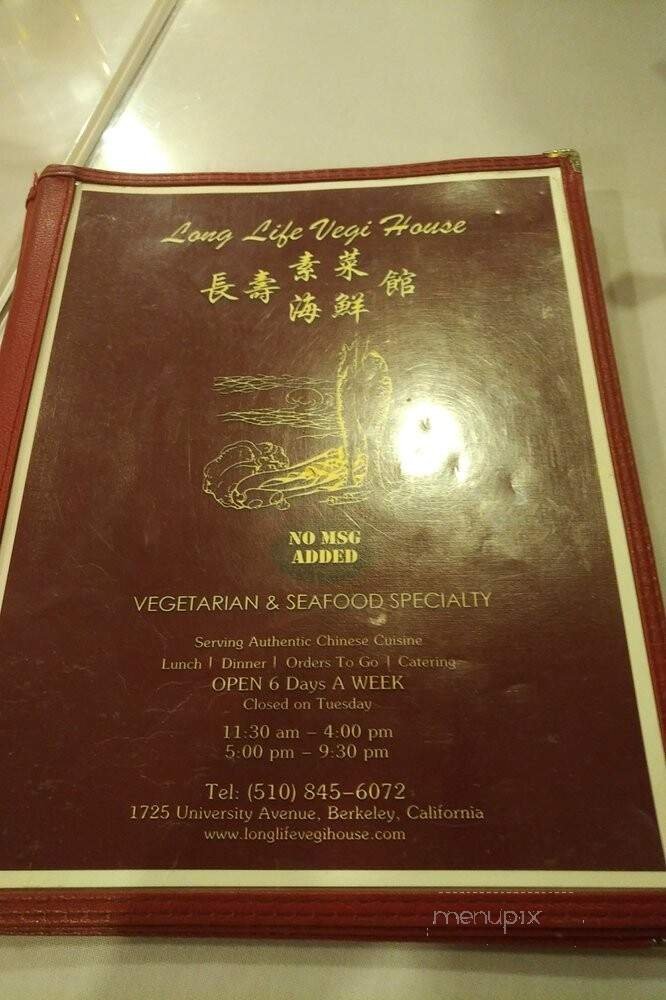 Long Life Vegi House
長壽素菜館
海鮮
NO MSG
ADDED
VEGETARIAN & SEAFOOD SPECIALTY
Serving Authentic Chinese Cuisine
Lunch | Dinner | Orders To Go | Catering
OPEN 6 Days A WEEK
Closed on Tuesday
11:30 am – 4:00 pm
5:00 pm – 9:30 pm
Tel: (510) 845-6072
1725 University Avenue, Berkeley, California
www.longlifevegihouse.com
menupix